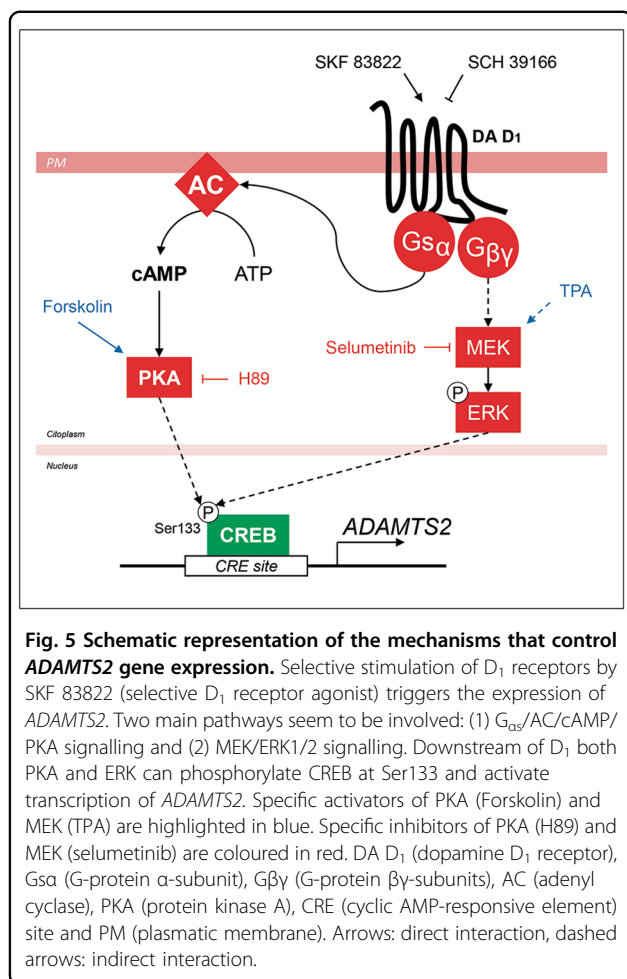 SKF 83822 SCH 39166
DA D₁
PM
AC
Gsα Gβγ
cAMP ATP
TPA
Forskolin
Selumetinib MEK
PKA H89
P
ERK
Citoplasm
Nucleus
P
Ser133
CREB
ADAMTS2
CRE site
Fig. 5 Schematic representation of the mechanisms that control
ADAMTS2 gene expression. Selective stimulation of D₁ receptors by
SKF 83822 (selective D₁ receptor agonist) triggers the expression of
ADAMTS2. Two main pathways seem to be involved: (1) Gαs/AC/cAMP/
PKA signalling and (2) MEK/ERK1/2 signalling. Downstream of D₁ both
PKA and ERK can phosphorylate CREB at Ser133 and activate
transcription of ADAMTS2. Specific activators of PKA (Forskolin) and
MEK (TPA) are highlighted in blue. Specific inhibitors of PKA (H89) and
MEK (selumetinib) are coloured in red. DA D₁ (dopamine D₁ receptor),
Gsα (G-protein α-subunit), Gβγ (G-protein βγ-subunits), AC (adenyl
cyclase), PKA (protein kinase A), CRE (cyclic AMP-responsive element)
site and PM (plasmatic membrane). Arrows: direct interaction, dashed
arrows: indirect interaction.